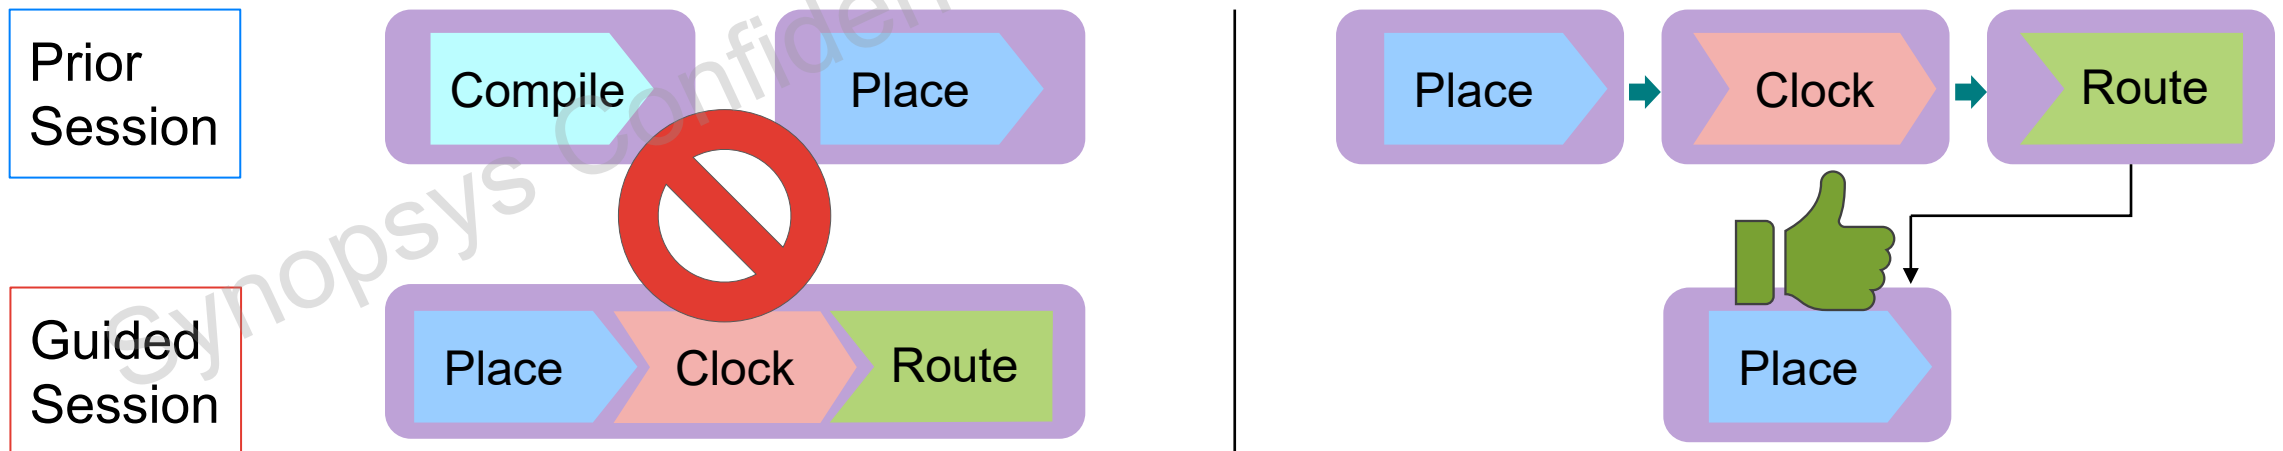 Prior
Session
Compile
Place
Place
Clock
Route
Synopsys Confiden
Guided
Session
Place
Clock
Route
Place